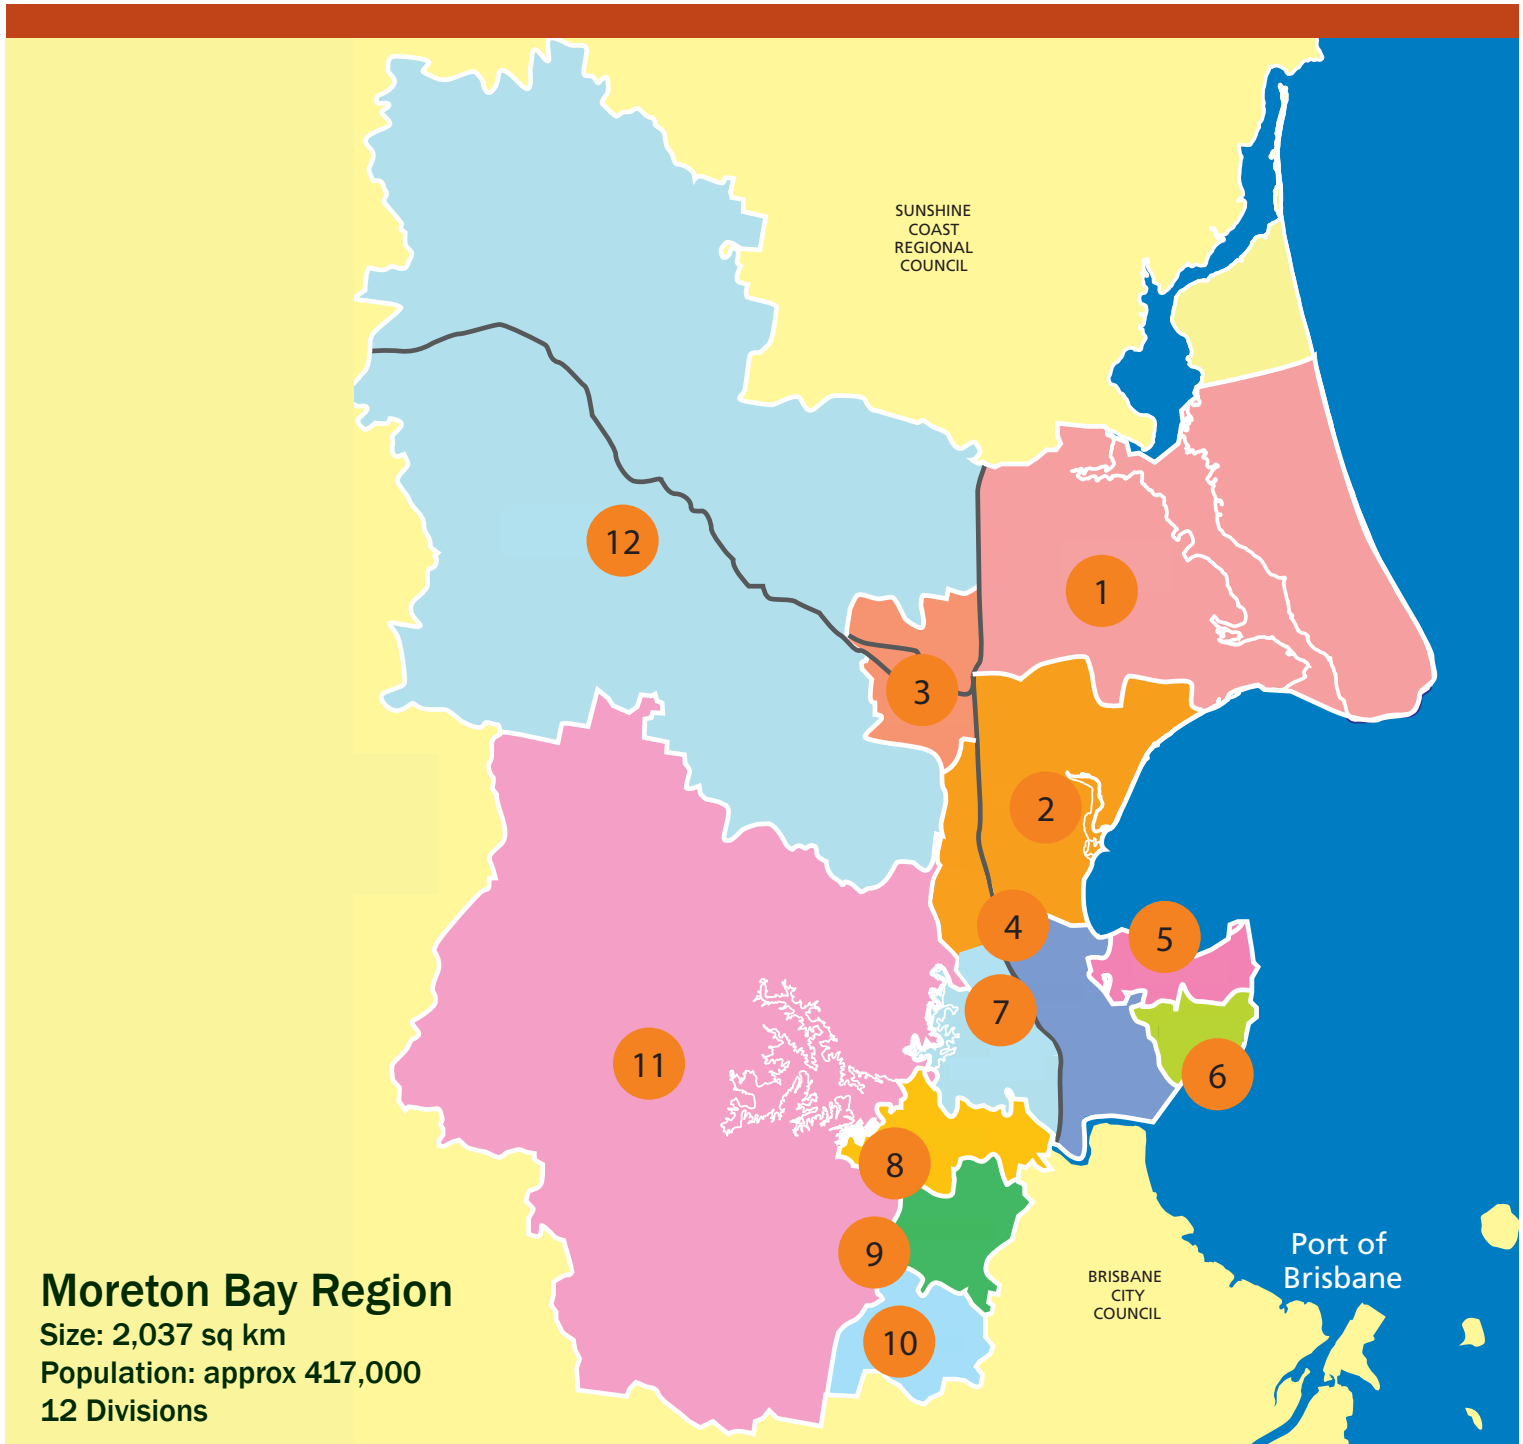 SUNSHINE
COAST
REGIONAL
COUNCIL
12
1
3
2
4
5
7
11
6
8
9
10
Port of
Brisbane
BRISBANE
CITY
COUNCIL
Moreton Bay Region
Size: 2,037 sq km
Population: approx 417,000
12 Divisions